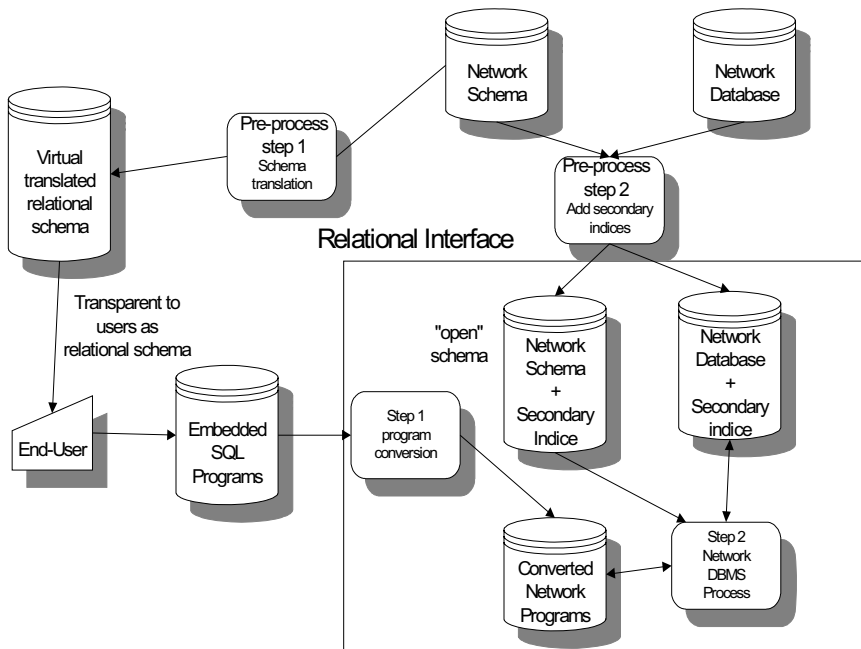 Network
Schema
Network
Database
Pre-process
step 1
Schema
translation
Virtual
translated
relational
schema
Pre-process
step 2
Add secondary
indices
Relational Interface
Transparent to
users as
relational schema
"open"
schema
Network
Schema
+
Secondary
Indice
Network
Database
+
Secondary
indice
End-User
Embedded
SQL
Programs
Step 1
program
conversion
Converted
Network
Programs
Step 2
Network
DBMS
Process